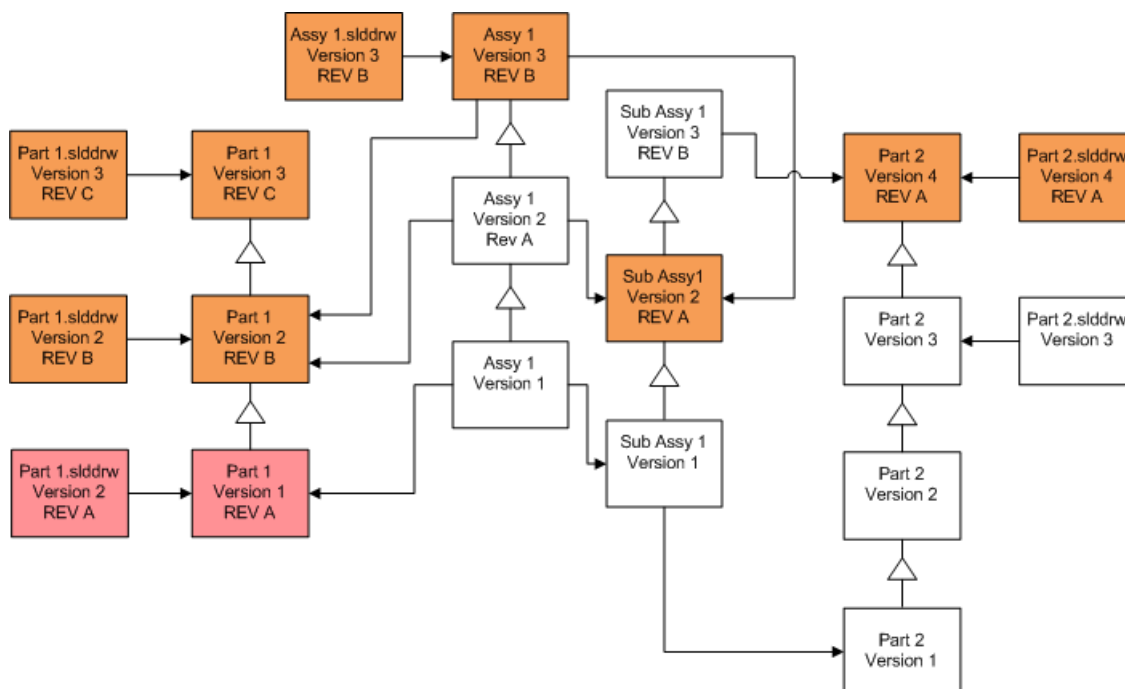 Assy 1.slddrw
Version 3
REV B
Assy 1
Version 3
REV B
Sub Assy 1
Version 3
REV B
Part 1.slddrw
Version 3
REV C
Part 1
Version 3
REV C
Part 2
Version 4
REV A
Part 2.slddrw
Version 4
REV A
Assy 1
Version 2
Rev A
Sub Assy1
Version 2
REV A
Part 1.slddrw
Version 2
REV B
Part 1
Version 2
REV B
Part 2
Version 3
Part 2.slddrw
Version 3
Assy 1
Version 1
Sub Assy 1
Version 1
Part 1.slddrw
Version 2
REV A
Part 1
Version 1
REV A
Part 2
Version 2
Part 2
Version 1